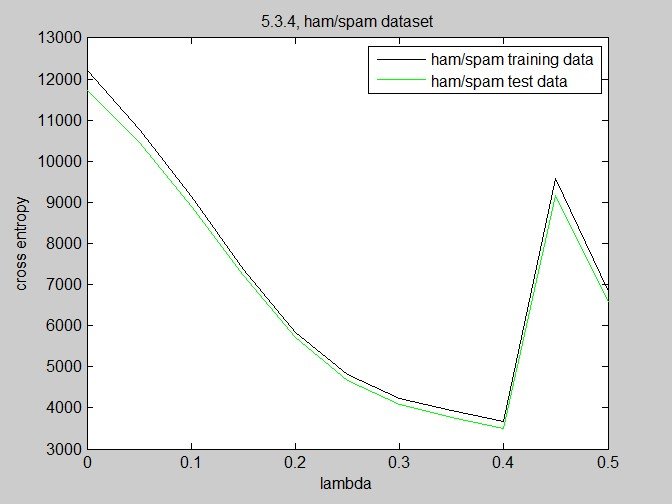 5.3.4, ham/spam dataset
13000
12000
11000
10000
9000
8000
7000
6000
5000
4000
3000
cross entropy
ham/spam training data
ham/spam test data
0 0.1 0.2 0.3 0.4 0.5
lambda